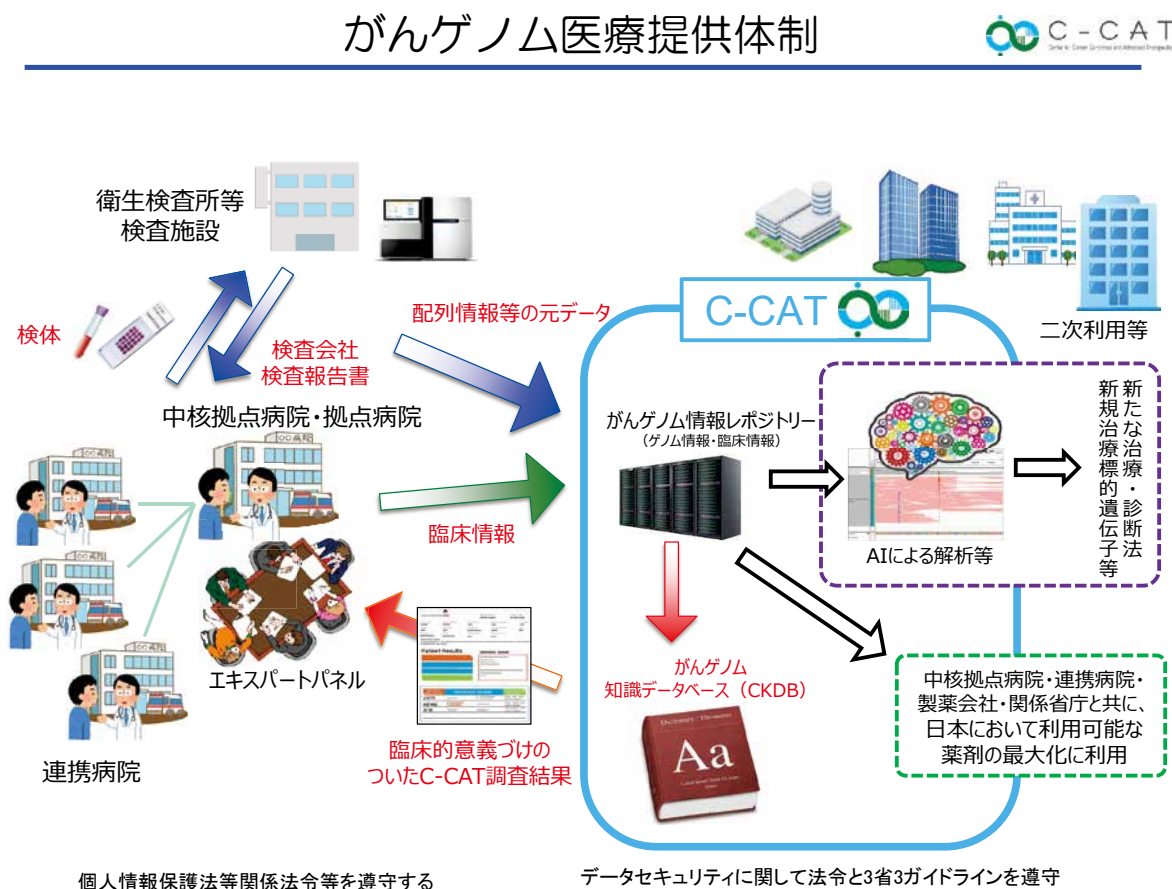 がんゲノム医療提供体制
C-CAT
Center for Cancer Genomics and Advanced Therapeutics
衛生検査所等
検査施設
検体
検査会社
検査報告書
配列情報等の元データ
C-CAT
二次利用等
中核拠点病院・拠点病院
がんゲノム情報レポジトリー
(ゲノム情報・臨床情報)
新たな治療・診断法
新規治療標的遺伝子等
AIによる解析等
臨床情報
エキスパートパネル
連携病院
Patient Results
臨床的意義づけの
ついたC-CAT調査結果
がんゲノム
知識データベース（CKDB）
Dictionary / Thesaurus
Aa
中核拠点病院・連携病院・
製薬会社・関係省庁と共に、
日本において利用可能な
薬剤の最大化に利用
個人情報保護法等関係法令等を遵守する
データセキュリティに関して法令と3省3ガイドラインを遵守